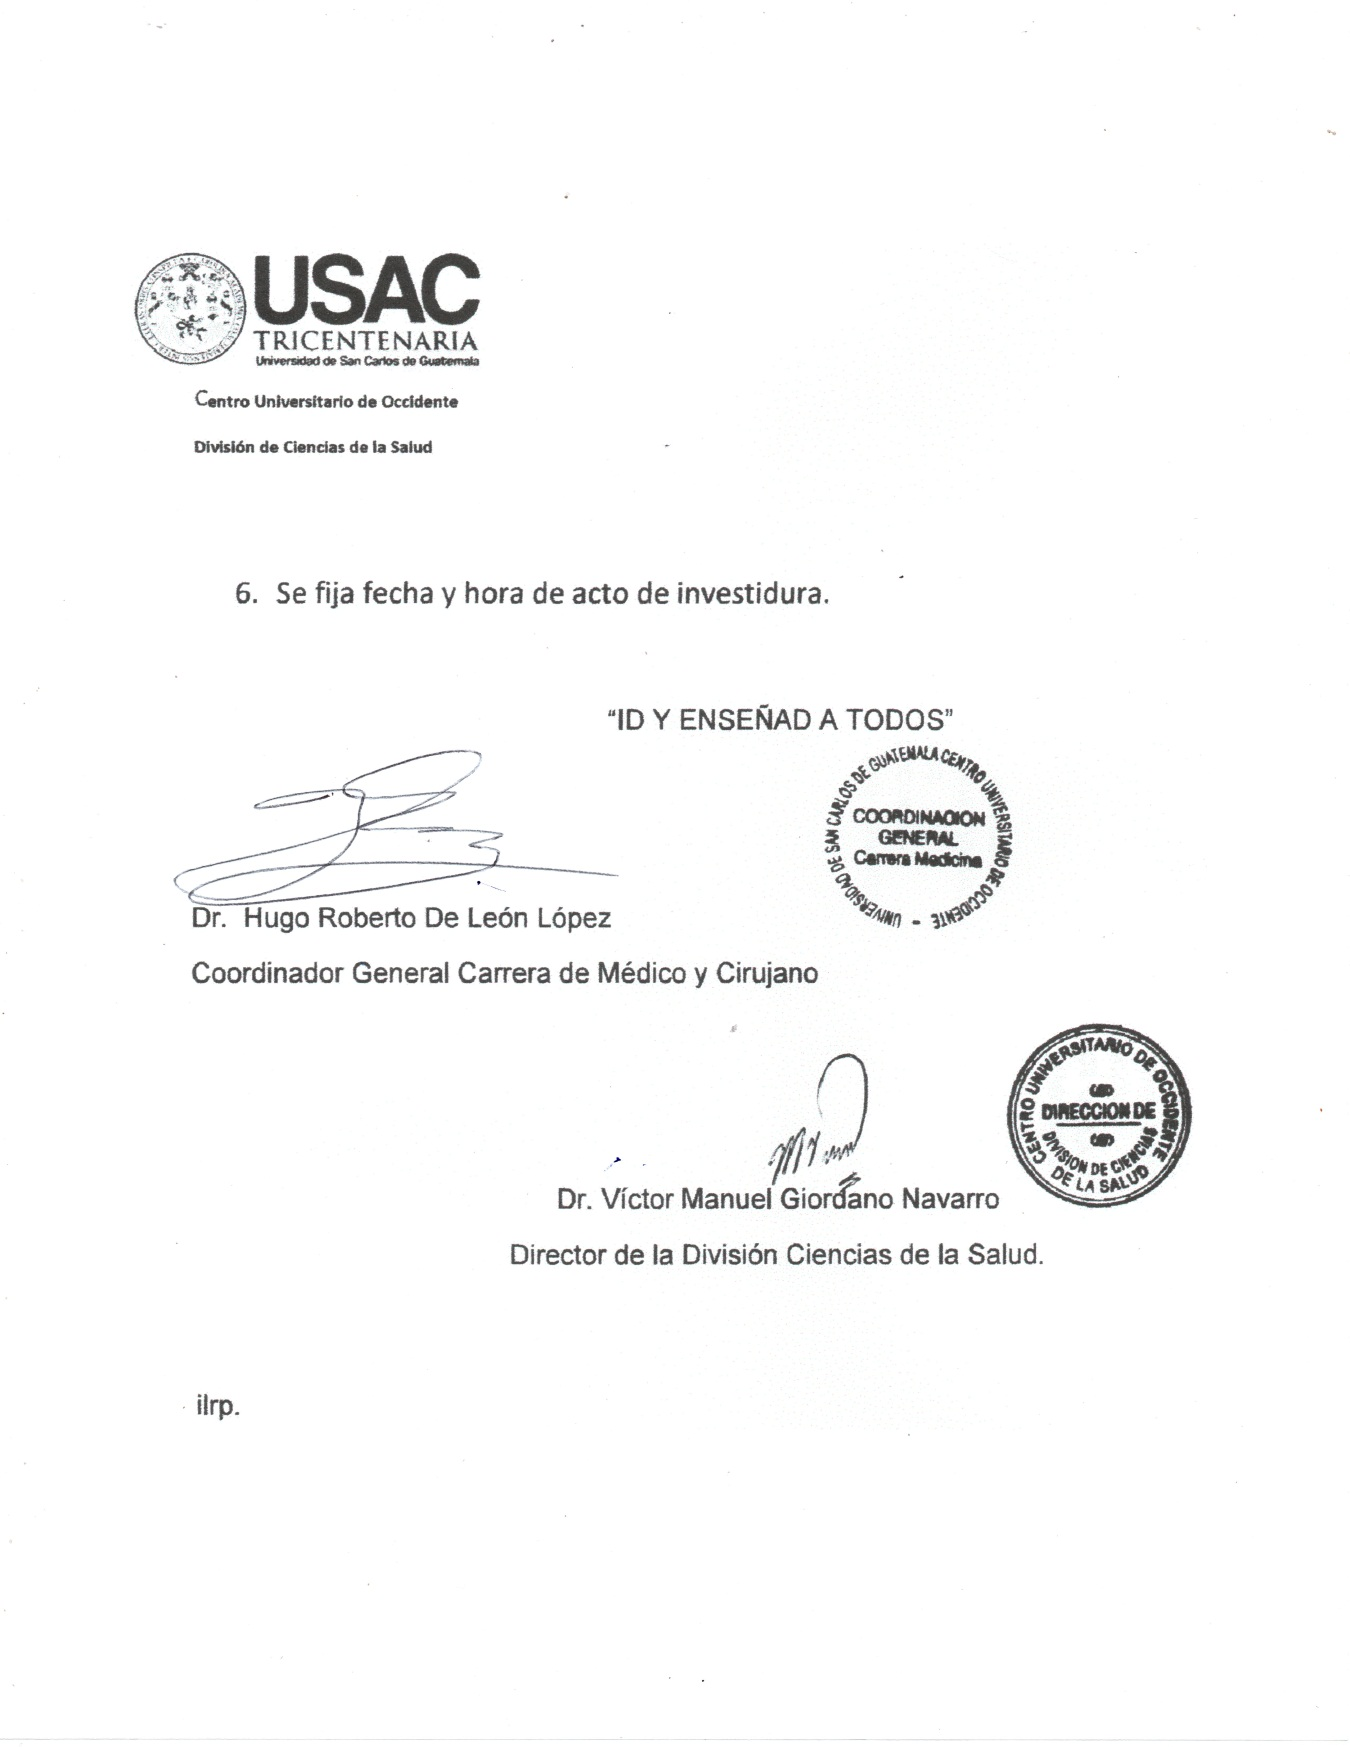 USAC
TRICENTENARIA
Universidad de San Carlos de Guatemala
Centro Universitario de Occidente
División de Ciencias de la Salud
6. Se fija fecha y hora de acto de investidura.
“ID Y ENSEÑAD A TODOS”
UNIVERSIDAD DE SAN CARLOS DE GUATEMALA CENTRO UNIVERSITARIO DE OCCIDENTE -
COORDINACION
GENERAL
Carrera Medicina
Dr. Hugo Roberto De León López
Coordinador General Carrera de Médico y Cirujano
CENTRO UNIVERSITARIO DE OCCIDENTE
DIRECCION DE
DIVISION DE CIENCIAS
DE LA SALUD
Dr. Víctor Manuel Giordano Navarro
Director de la División Ciencias de la Salud.
ilrp.